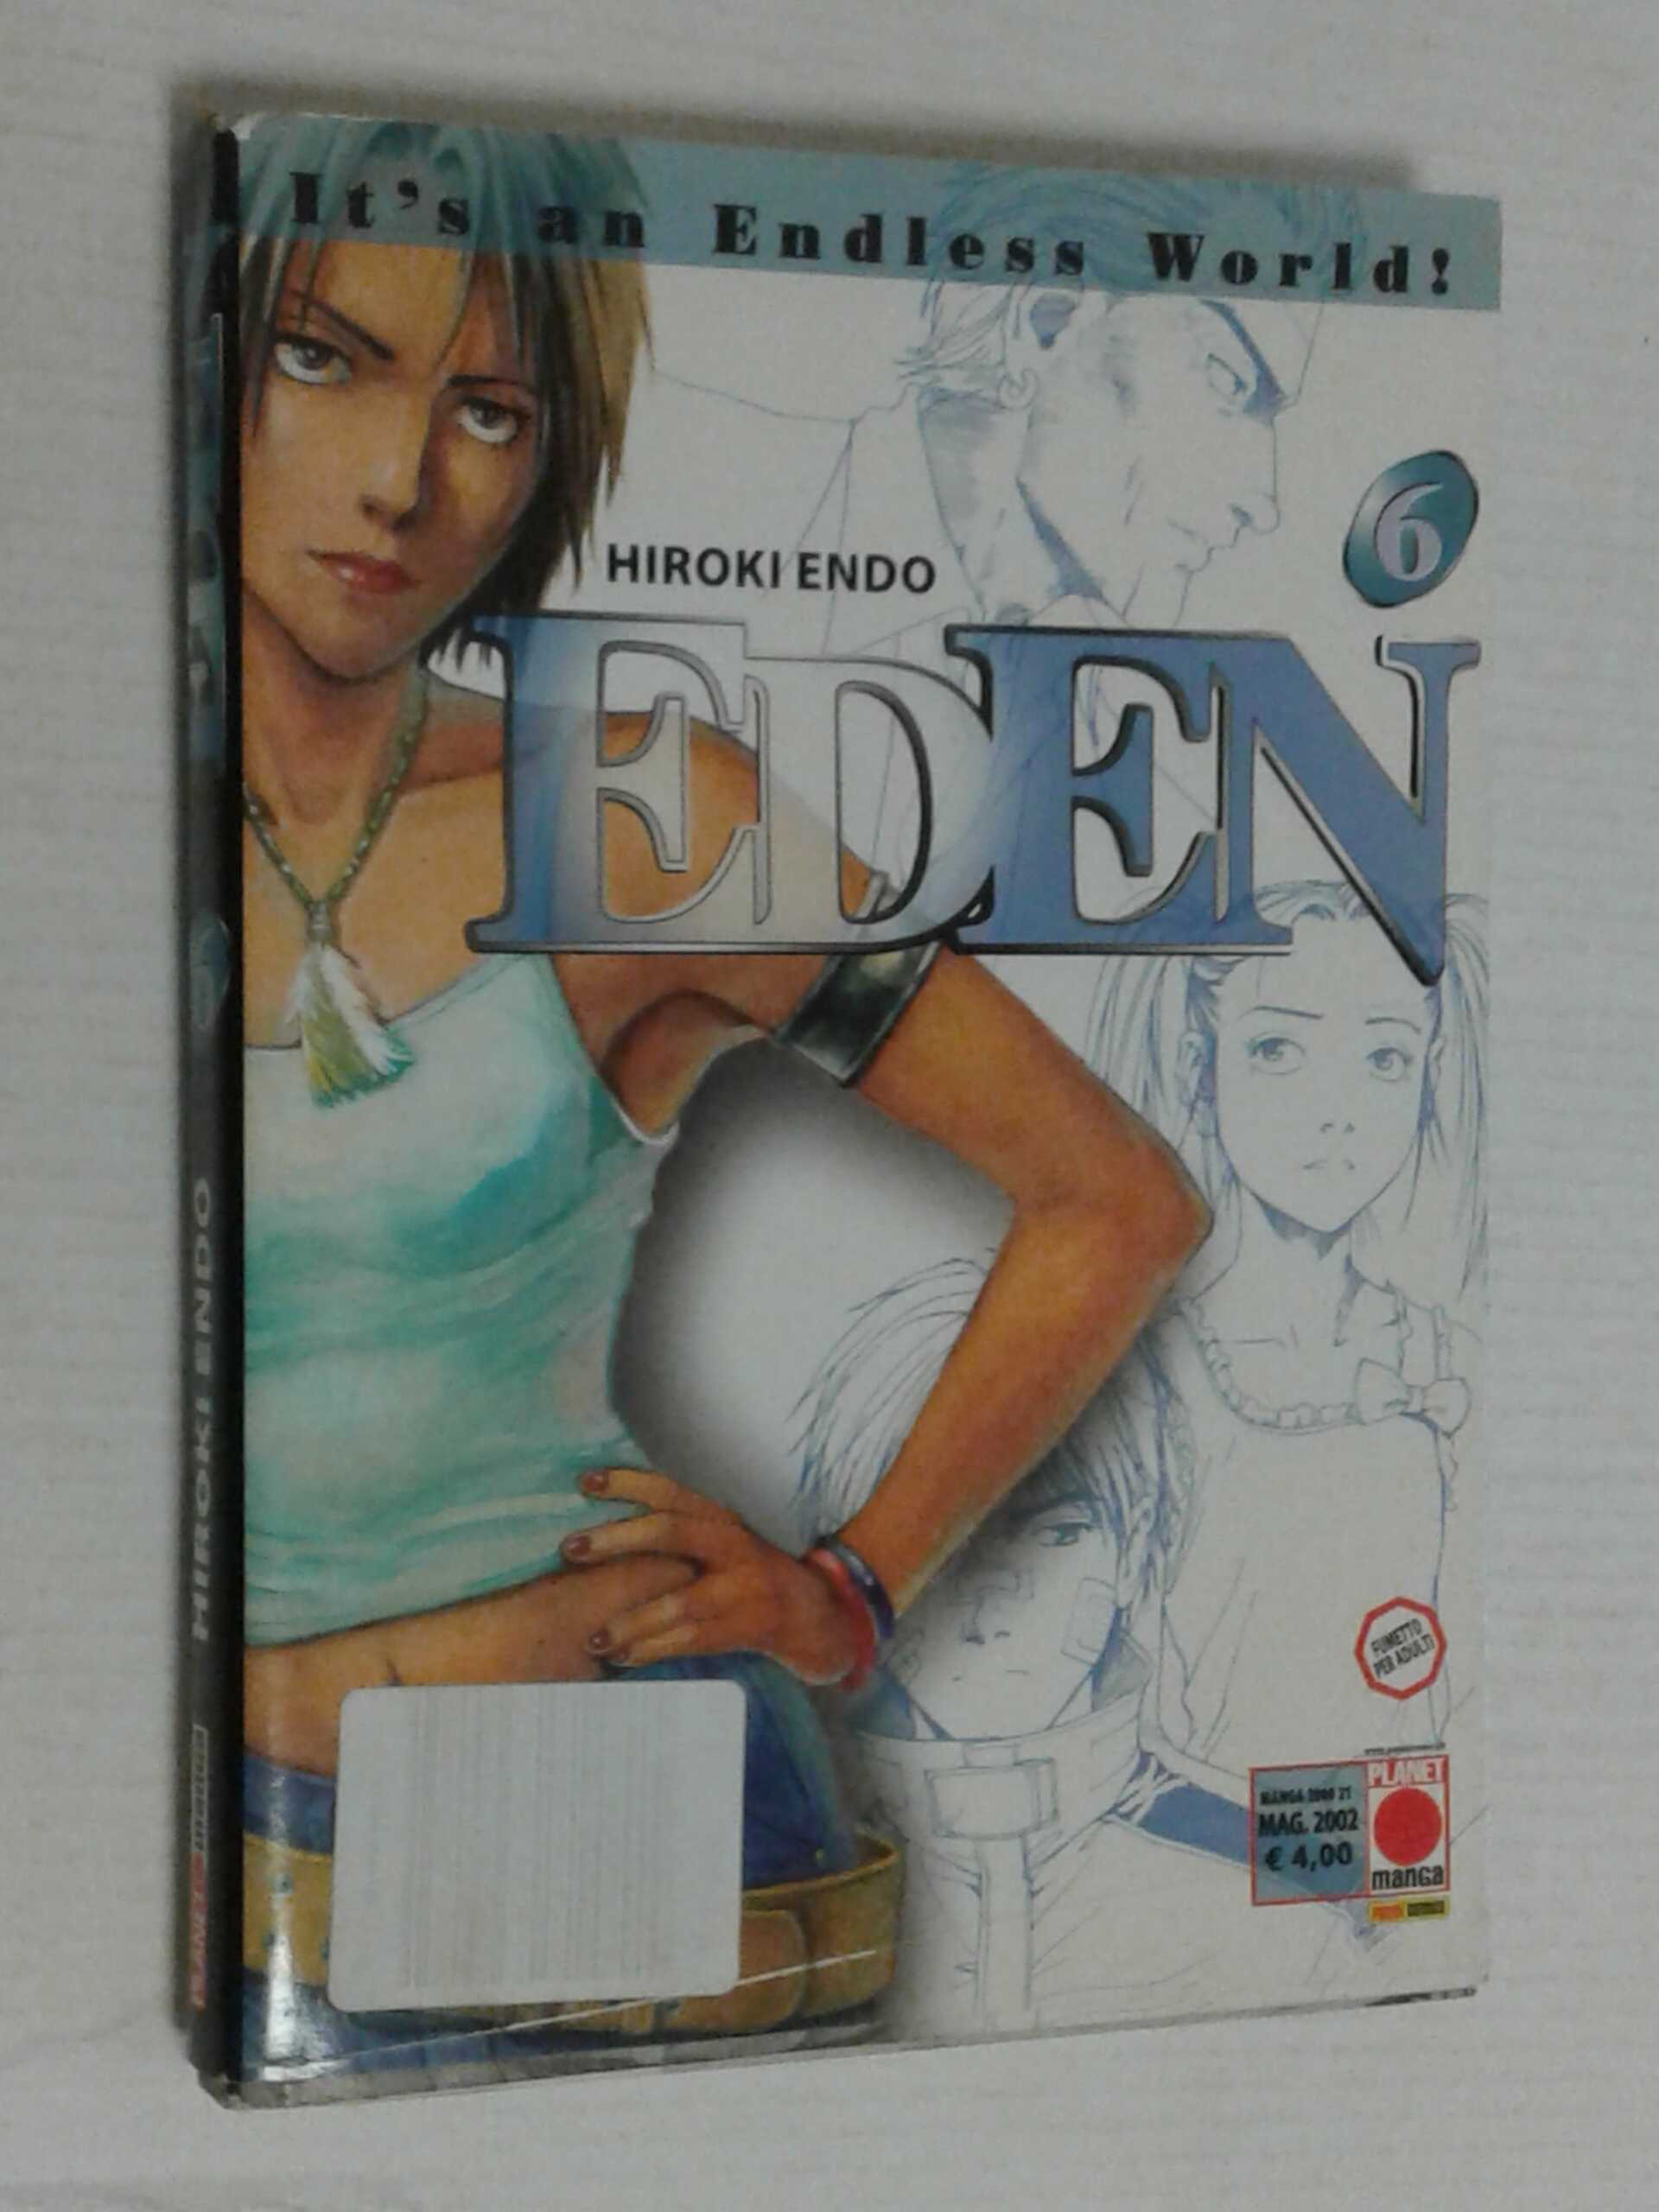 It's an Endless World!
6
HIROKI ENDO
EDEN
FUMETTO
PER ADULTI
MANGA 2000 21
MAG. 2002
€ 4,00
PLANET
manga
HIROKI ENDO